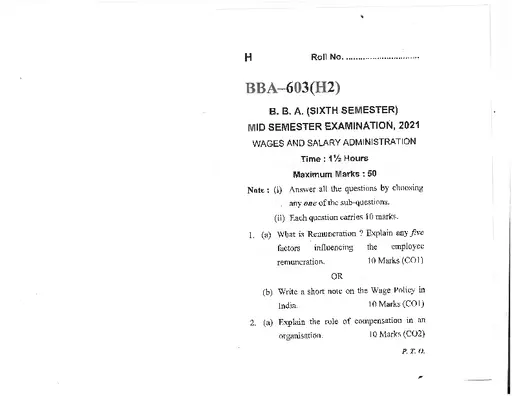 H Roll No. ..............................
BBA–603(H2)
B. B. A. (SIXTH SEMESTER)
MID SEMESTER EXAMINATION, 2021
WAGES AND SALARY ADMINISTRATION
Time : 1½ Hours
Maximum Marks : 50
Note : (i) Answer all the questions by choosing
any one of the sub-questions.
(ii) Each question carries 10 marks.
1. (a) What is Remuneration ? Explain any five
factors influencing the employee
remuneration. 10 Marks (CO1)
OR
(b) Write a short note on the Wage Policy in
India. 10 Marks (CO1)
2. (a) Explain the role of compensation in an
organisation. 10 Marks (CO2)
P. T. O.